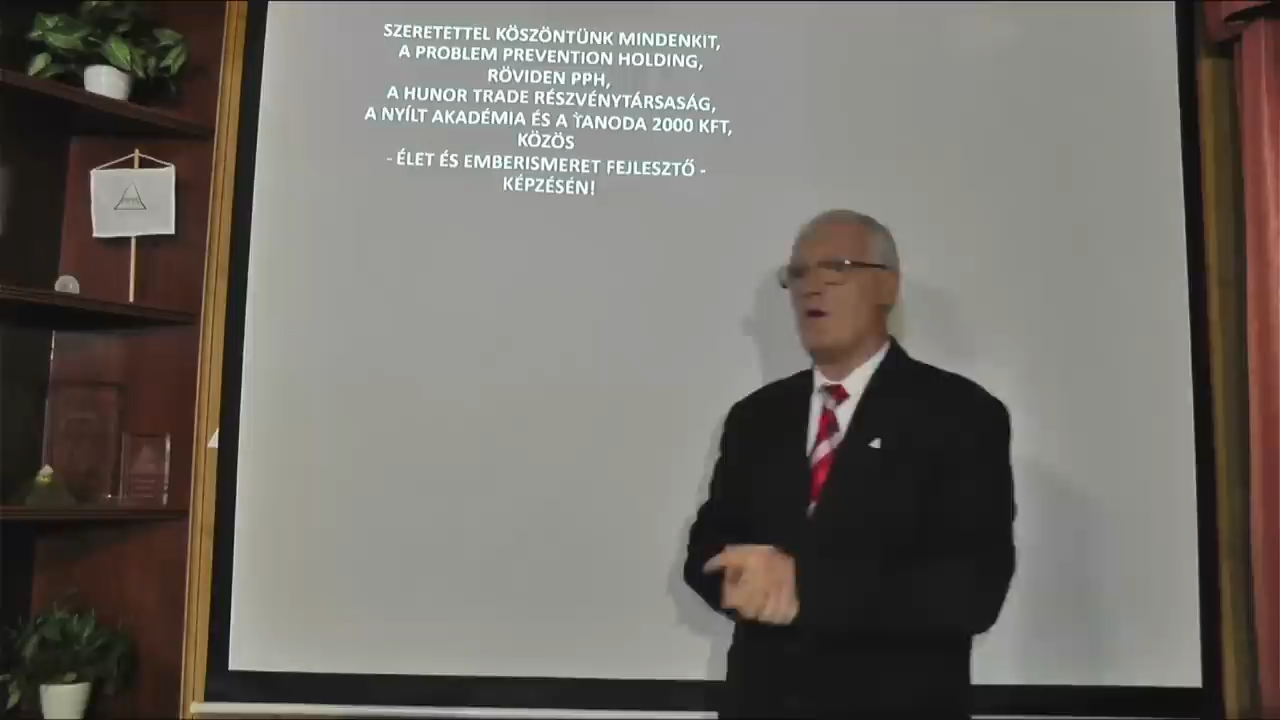 SZERETETTEL KÖSZÖNTÜNK MINDENKIT,
A PROBLEM PREVENTION HOLDING,
RÖVIDEN PPH,
A HUNOR TRADE RÉSZVÉNYTÁRSASÁG,
A NYÍLT AKADÉMIA ÉS A TANODA 2000 KFT,
KÖZÖS
- ÉLET ÉS EMBERISMERET FEJLESZTŐ -
KÉPZÉSÉN!